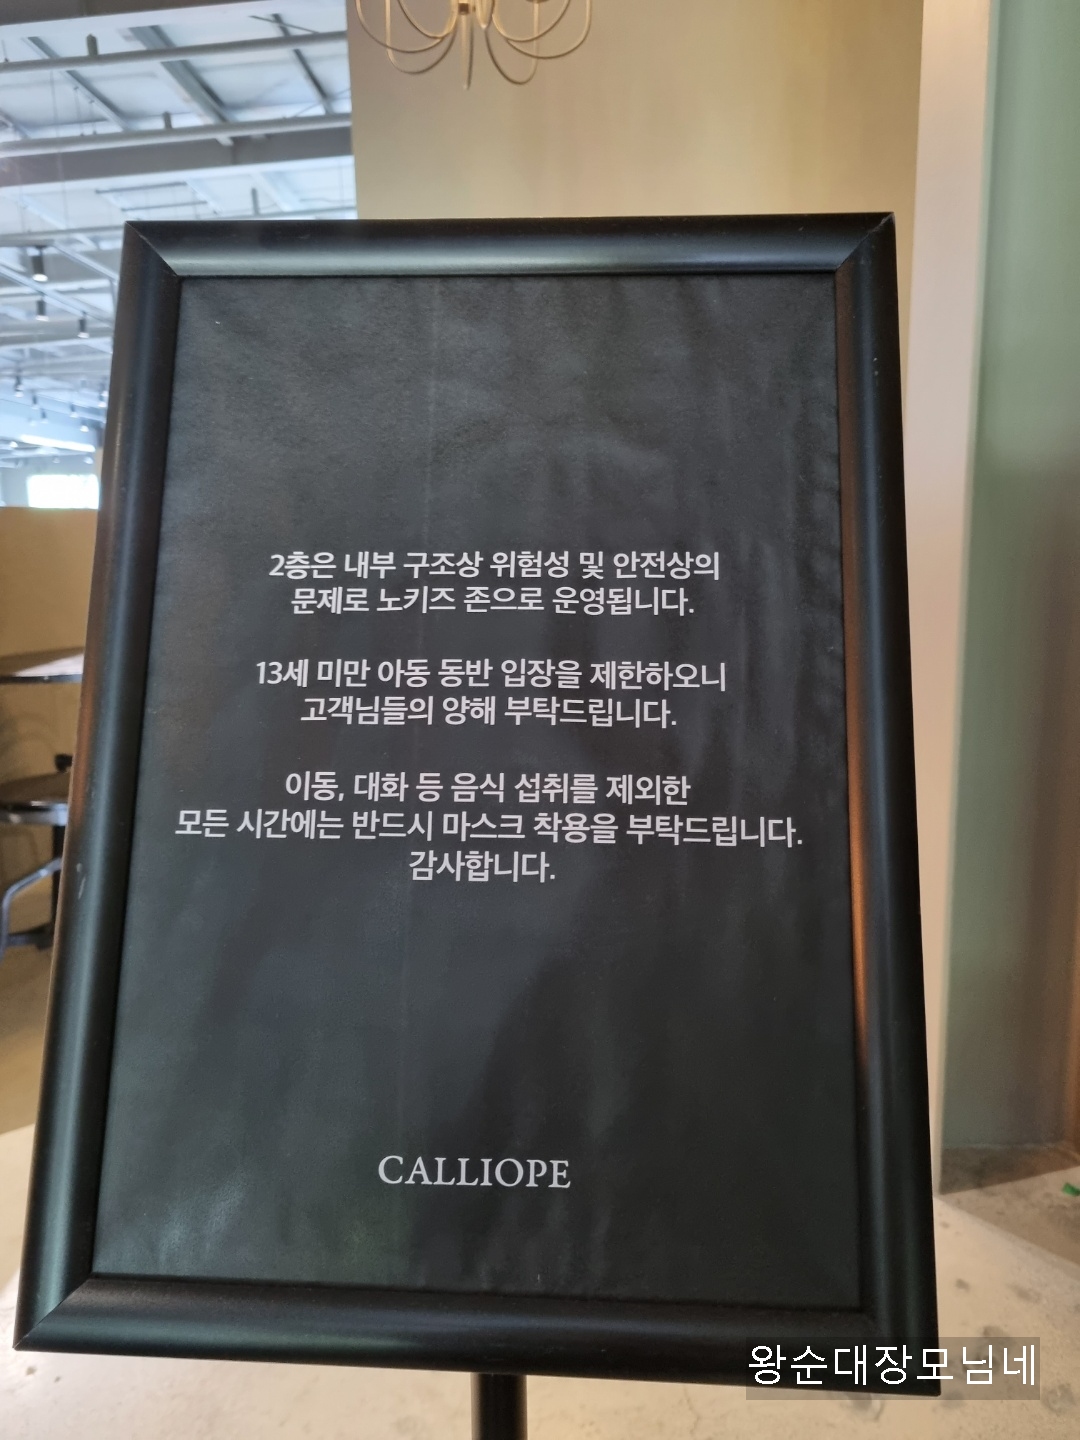 2층은 내부 구조상 위험성 및 안전상의
문제로 노키즈 존으로 운영됩니다.
13세 미만 아동 동반 입장을 제한하오니
고객님들의 양해 부탁드립니다.
이동, 대화 등 음식 섭취를 제외한
모든 시간에는 반드시 마스크 착용을 부탁드립니다.
감사합니다.
CALLIOPE
왕순대장모님네